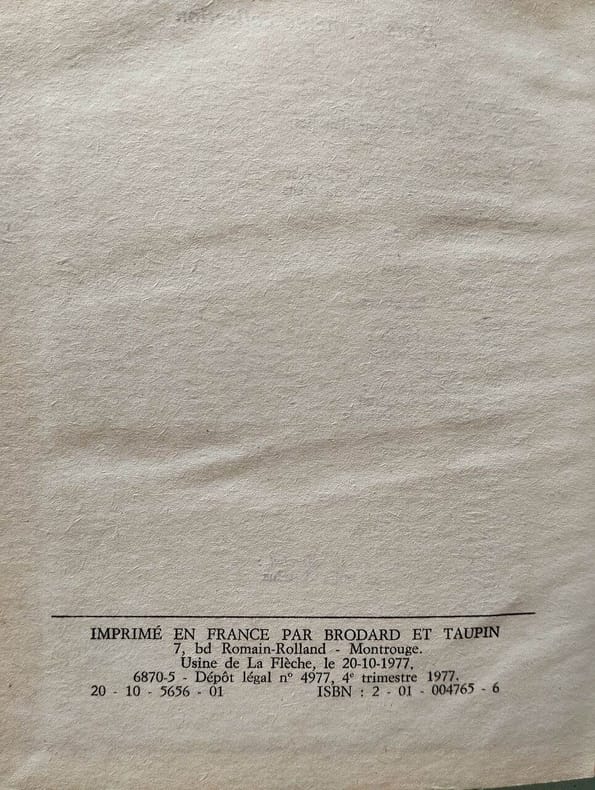 IMPRIMÉ EN FRANCE PAR BRODARD ET TAUPIN
7, bd Romain-Rolland - Montrouge.
Usine de La Flèche, le 20-10-1977.
6870-5 - Dépôt légal n° 4977, 4e trimestre 1977.
20 - 10 - 5656 - 01 ISBN : 2 - 01 - 004765 - 6